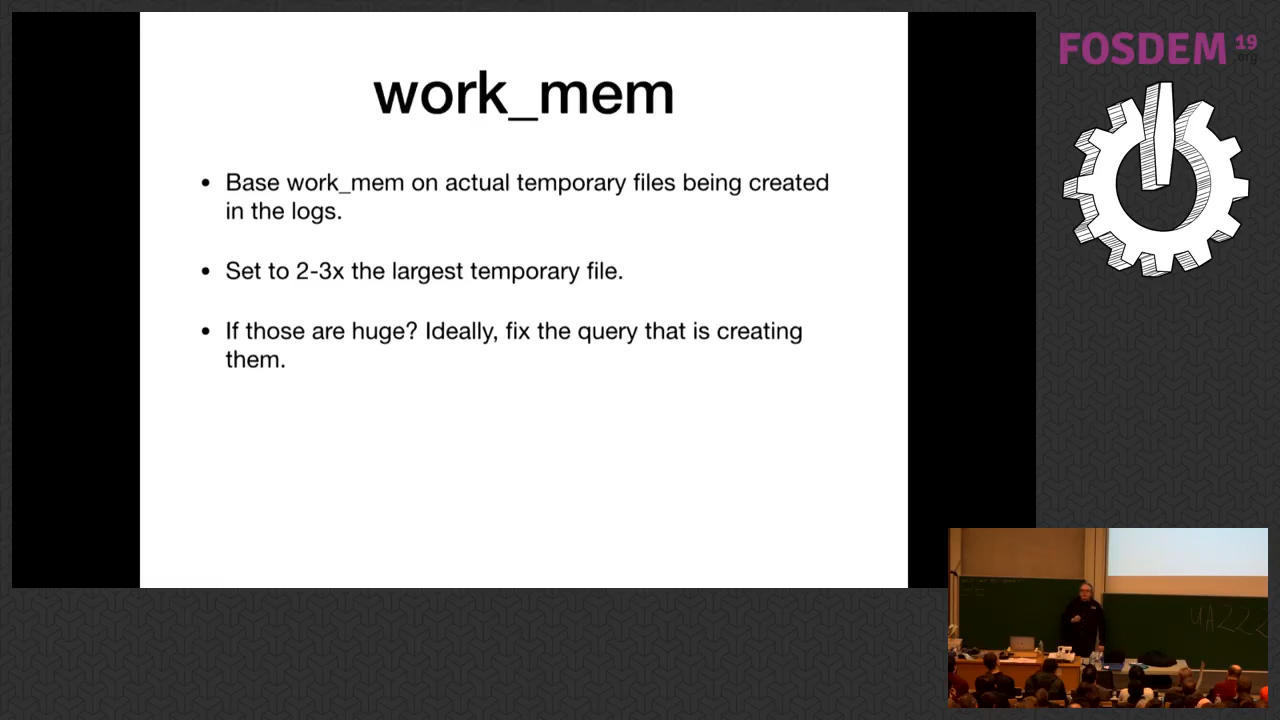 work_mem
• Base work_mem on actual temporary files being created
in the logs.
• Set to 2-3x the largest temporary file.
• If those are huge? Ideally, fix the query that is creating
them.
FOSDEM 19
.org